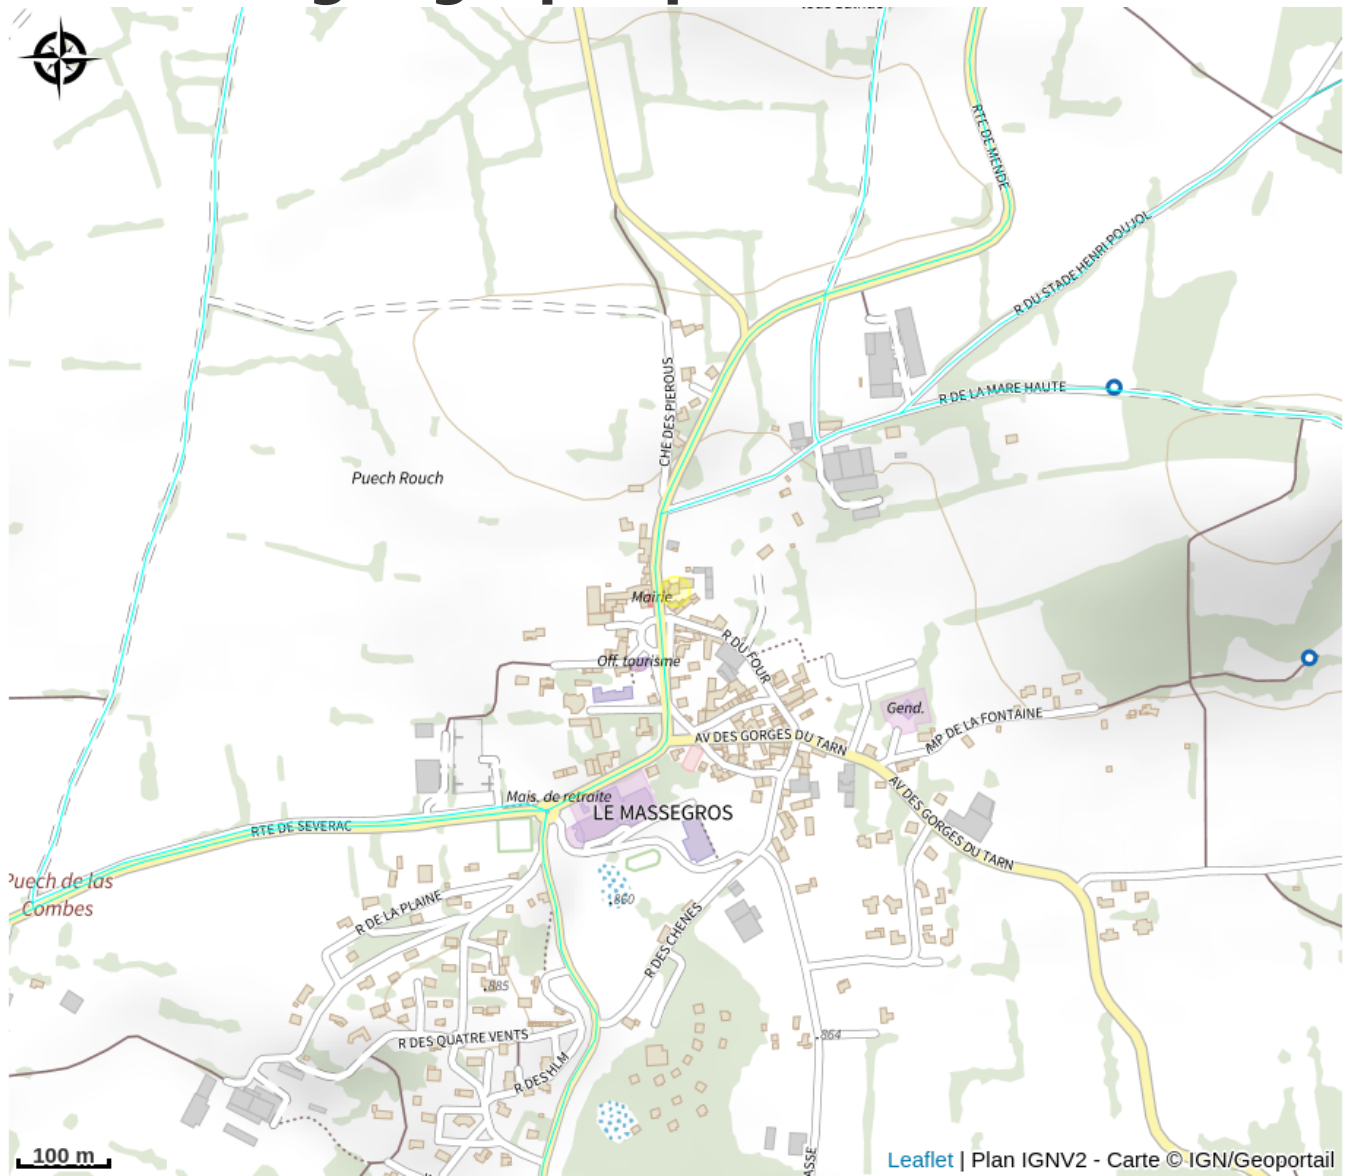 RTE DE MENDE
R DU STADE HENRI POUJOL
CHE DES PIEROUS
R DE LA MARE HAUTE
Puech Rouch
Mairie
R DU FOUR
Off. tourisme
Gend.
AMP DE LA FONTAINE
AV DES GORGES DU TARN
Mais. de retraite
LE MASSEGROS
AV DES GORGES DU TARN
RTE DE SEVERAC
Puech de las
Combes
860
R DE LA PLAINE
R DES CHENES
885
864
R DES QUATRE VENTS
R DES HLM
ASSE
100 m
Leaflet | Plan IGNV2 - Carte © IGN/Geoportail